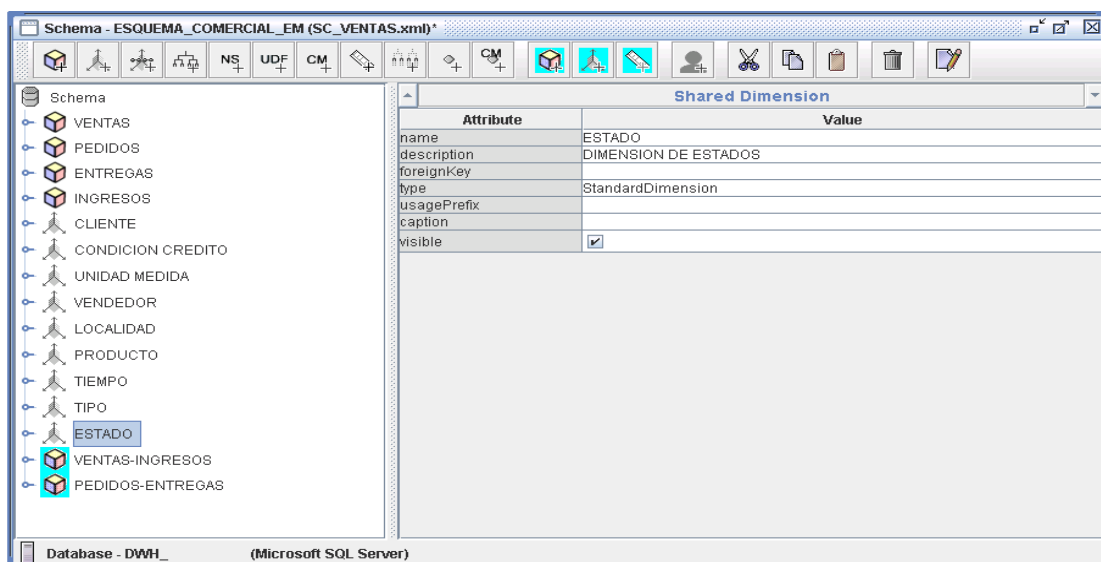 Schema - ESQUEMA_COMERCIAL_EM (SC_VENTAS.xml)*
NS UDF CM CM
Schema
VENTAS
PEDIDOS
ENTREGAS
INGRESOS
CLIENTE
CONDICION CREDITO
UNIDAD MEDIDA
VENDEDOR
LOCALIDAD
PRODUCTO
TIEMPO
TIPO
ESTADO
VENTAS-INGRESOS
PEDIDOS-ENTREGAS
Shared Dimension
Attribute Value
name ESTADO
description DIMENSION DE ESTADOS
foreignKey
type StandardDimension
usagePrefix
caption
visible
Database - DWH_ (Microsoft SQL Server)